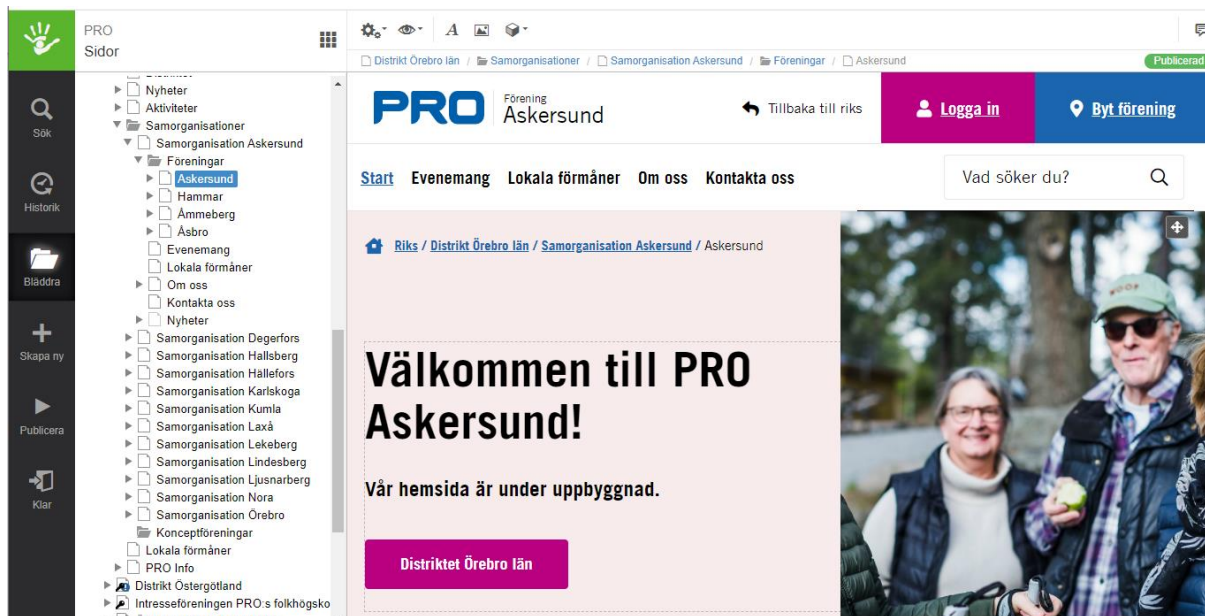 PRO
Sidor
Sök
Historik
Bläddra
Skapa ny
Publicera
Klar
Nyheter
Aktiviteter
Samorganisationer
Samorganisation Askersund
Föreningar
Askersund
Hammar
Åmmeberg
Åsbro
Evenemang
Lokala förmåner
Om oss
Kontakta oss
Nyheter
Samorganisation Degerfors
Samorganisation Hallsberg
Samorganisation Hällefors
Samorganisation Karlskoga
Samorganisation Kumla
Samorganisation Laxå
Samorganisation Lekeberg
Samorganisation Lindesberg
Samorganisation Ljusnarberg
Samorganisation Nora
Samorganisation Örebro
Konceptföreningar
Lokala förmåner
PRO Info
Distrikt Östergötland
Intresseföreningen PRO:s folkhögsko
A
Distrikt Örebro län / Samorganisationer / Samorganisation Askersund / Föreningar / Askersund
Publicerad
PRO
Förening
Askersund
Tillbaka till riks
Logga in
Byt förening
Start Evenemang Lokala förmåner Om oss Kontakta oss
Vad söker du?
Riks / Distrikt Örebro län / Samorganisation Askersund / Askersund
Välkommen till PRO
Askersund!
Vår hemsida är under uppbyggnad.
Distriktet Örebro län